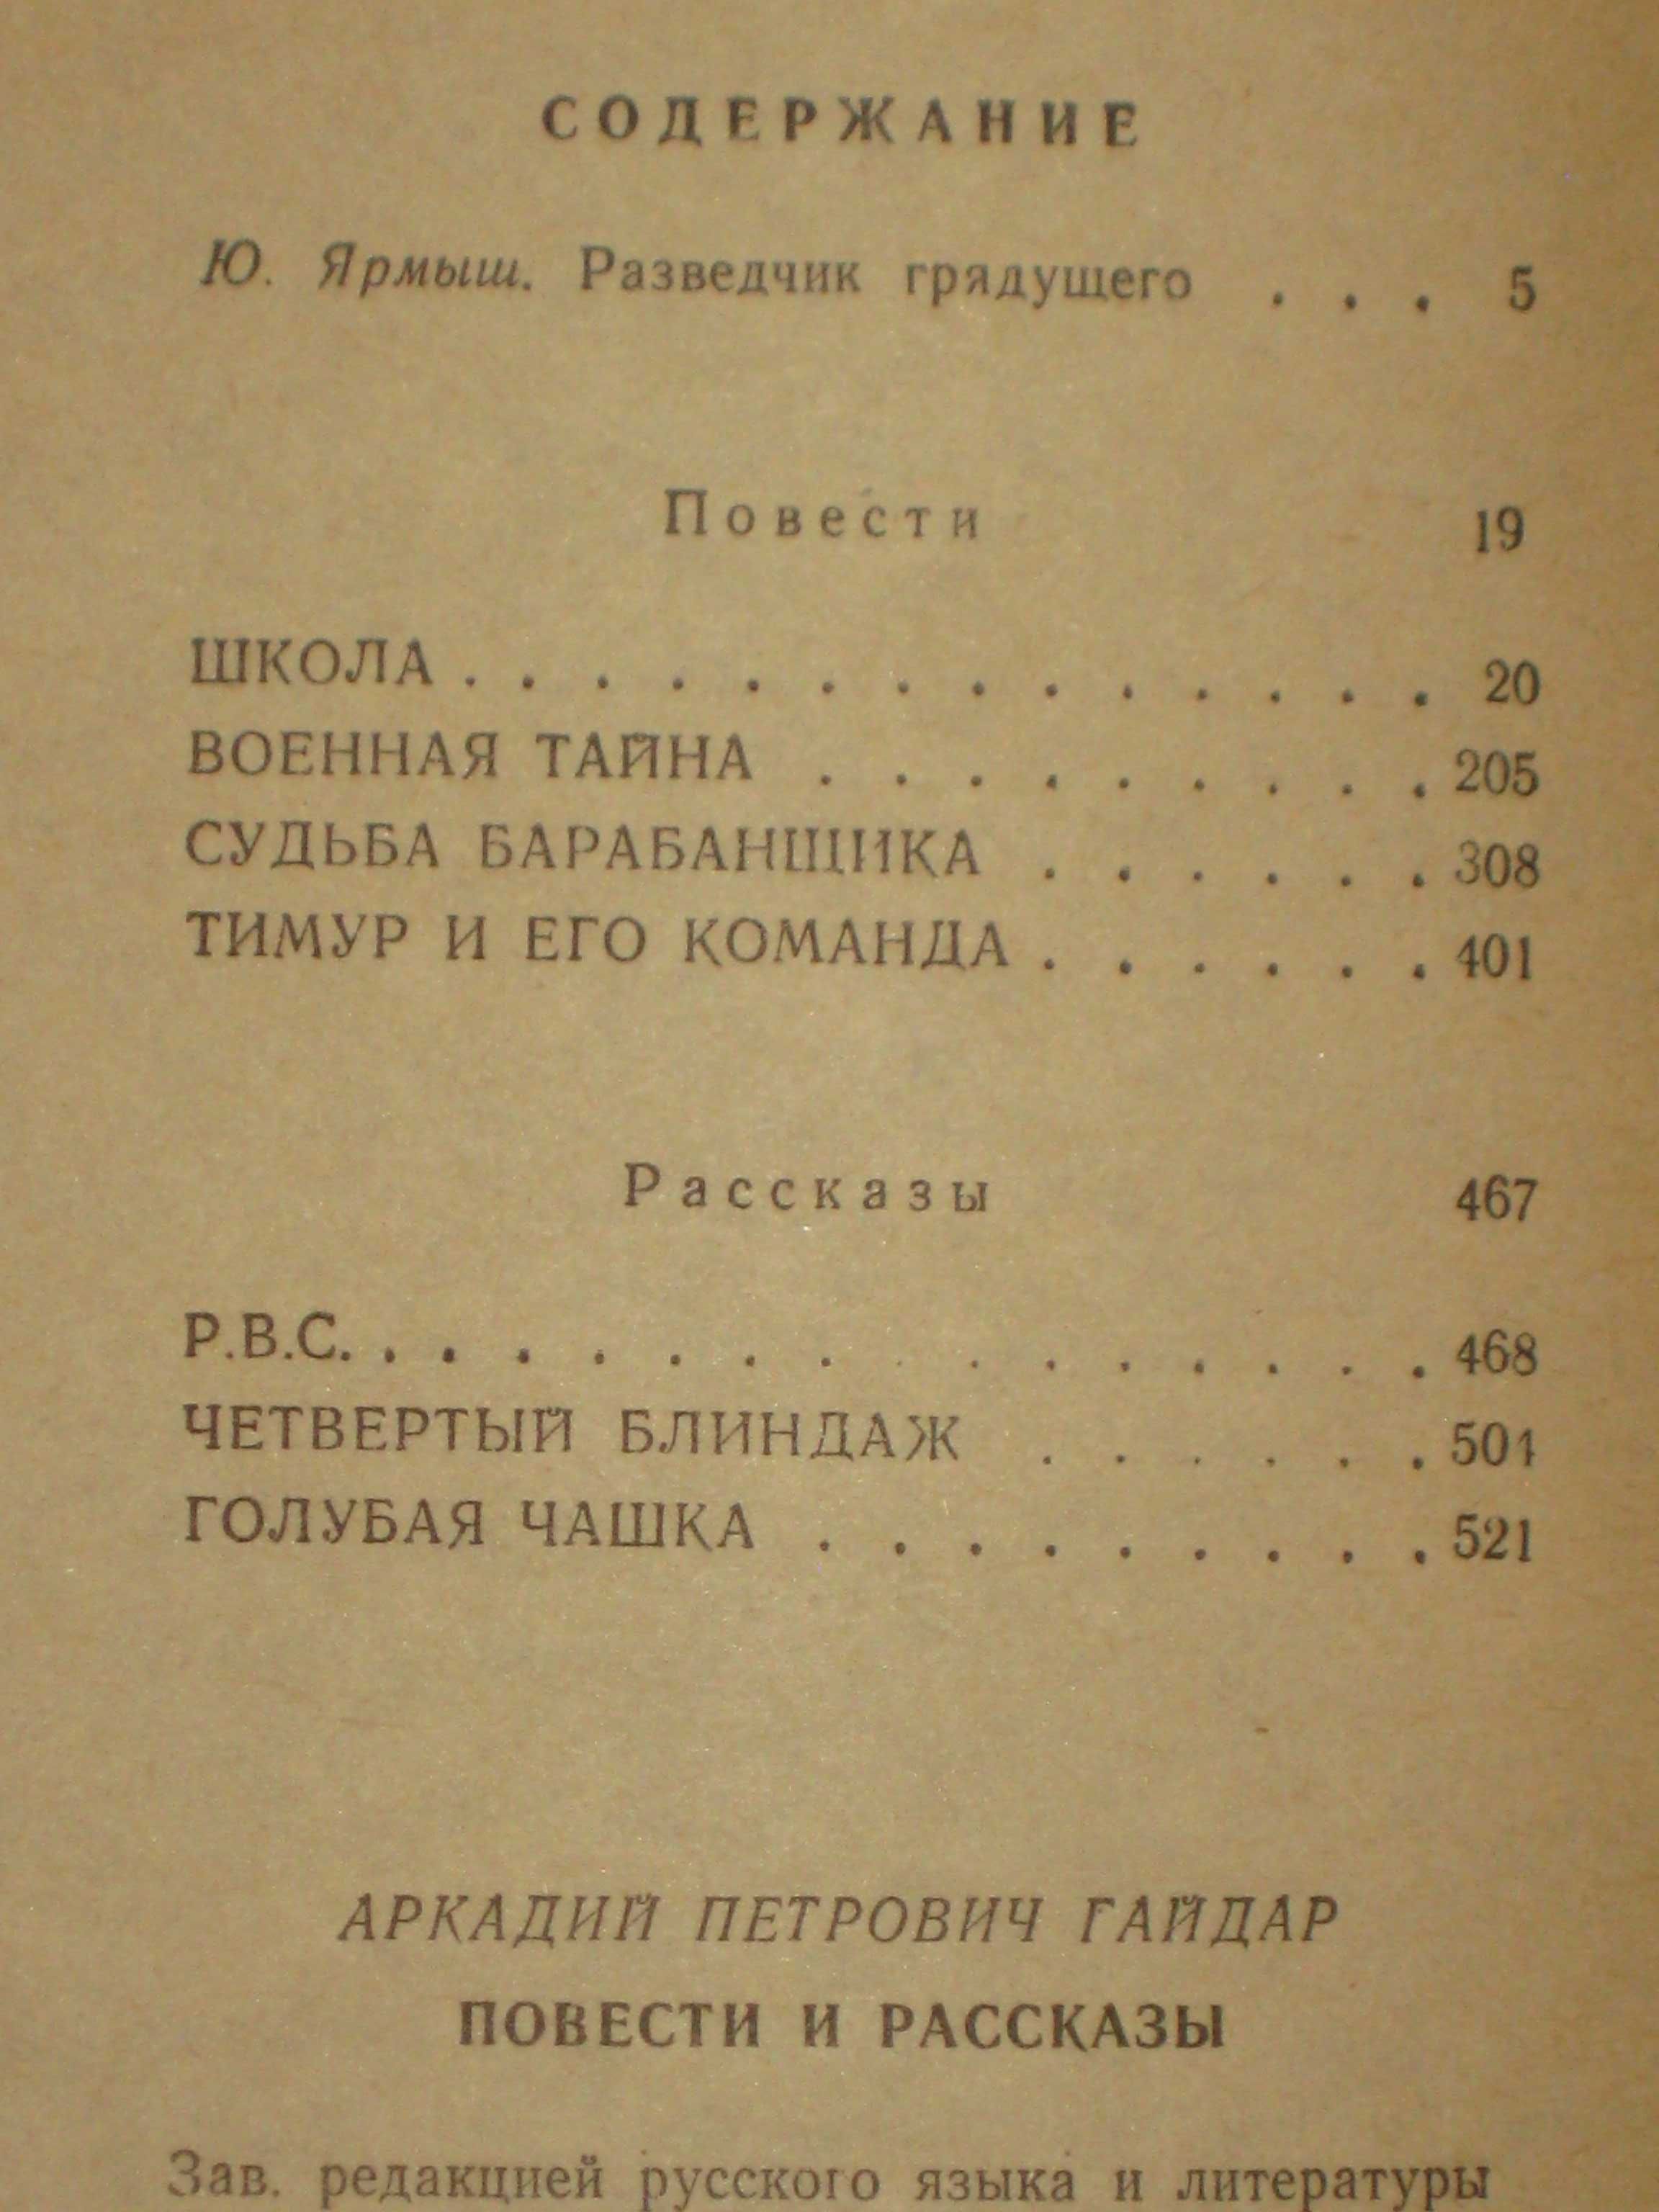 СОДЕРЖАНИЕ
Ю. Ярмыш. Разведчик грядущего . . . 5
Повести 19
ШКОЛА . . . . . . . . . . . . . . 20
ВОЕННАЯ ТАЙНА . . . . . . . . . 205
СУДЬБА БАРАБАНЩИКА . . . . . . 308
ТИМУР И ЕГО КОМАНДА . . . . . . 401
Рассказы 467
Р.В.С. . . . . . . . . . . . . . . . 468
ЧЕТВЕРТЫЙ БЛИНДАЖ . . . . . . 501
ГОЛУБАЯ ЧАШКА . . . . . . . . . 521
АРКАДИЙ ПЕТРОВИЧ ГАЙДАР
ПОВЕСТИ И РАССКАЗЫ
Зав. редакцией русского языка и литературы